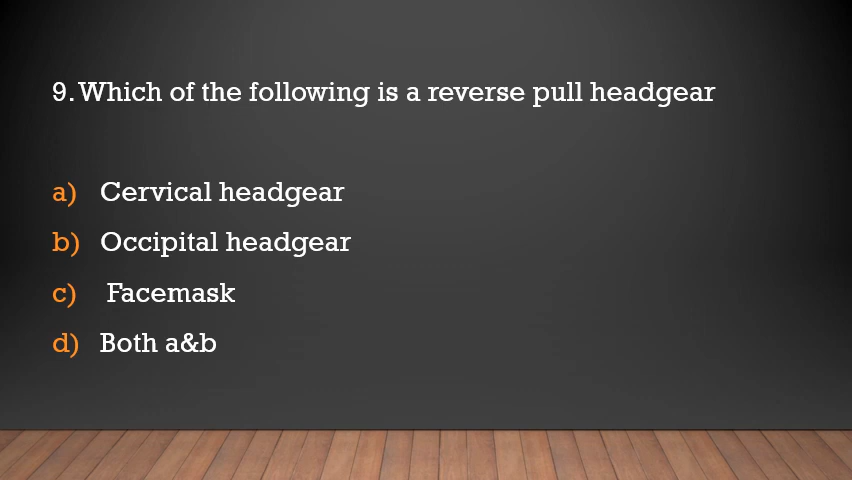 9. Which of the following is a reverse pull headgear
a) Cervical headgear
b) Occipital headgear
c) Facemask
d) Both a&b